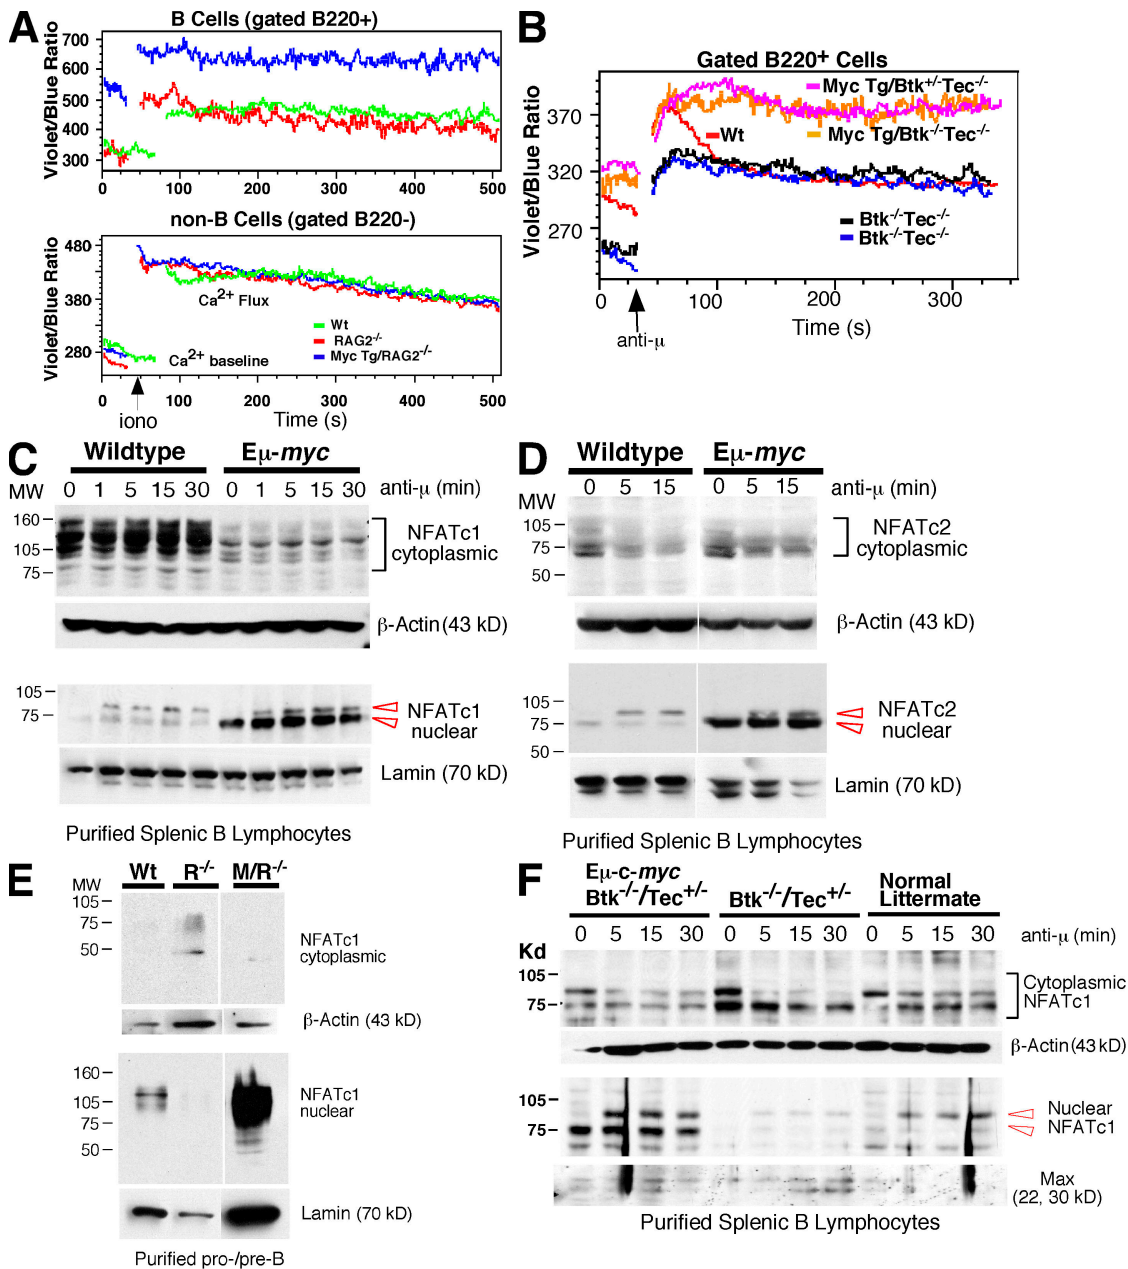 A
B Cells (gated B220+)
Violet/Blue Ratio
700
600
500
400
300
0 100 200 300 400 500
non-B Cells (gated B220-)
Violet/Blue Ratio
480
380
280
Ca2+ Flux
Ca2+ baseline
Wt
RAG2-/-
Myc Tg/RAG2-/-
0 100 200 300 400 500
iono
Time (s)
B
Gated B220+ Cells
Violet/Blue Ratio
370
320
270
Myc Tg/Btk+/-Tec-/-
Wt
Myc Tg/Btk-/-Tec-/-
Btk-/-Tec-/-
Btk-/-Tec-/-
0 100 200 300
anti-μ
Time (s)
C
Wildtype Eμ-myc
MW 0 1 5 15 30 0 1 5 15 30 anti-μ (min)
160
105
75
NFATc1
cytoplasmic
β-Actin (43 kD)
105
75
NFATc1
nuclear
Lamin (70 kD)
Purified Splenic B Lymphocytes
D
Wildtype Eμ-myc
MW 0 5 15 0 5 15 anti-μ (min)
105
75
50
NFATc2
cytoplasmic
β-Actin (43 kD)
105
75
50
NFATc2
nuclear
Lamin (70 kD)
Purified Splenic B Lymphocytes
E
Wt R-/- M/R-/-
MW
105
75
50
NFATc1
cytoplasmic
β-Actin (43 kD)
160
105
75
50
NFATc1
nuclear
Lamin (70 kD)
Purified pro-/pre-B
F
Eμ-c-myc
Btk-/-/Tec+/- Btk-/-/Tec+/- Normal
Littermate
0 5 15 30 0 5 15 30 0 5 15 30 anti-μ (min)
Kd
105
75
Cytoplasmic
NFATc1
β-Actin (43 kD)
105
75
Nuclear
NFATc1
Max
(22, 30 kD)
Purified Splenic B Lymphocytes